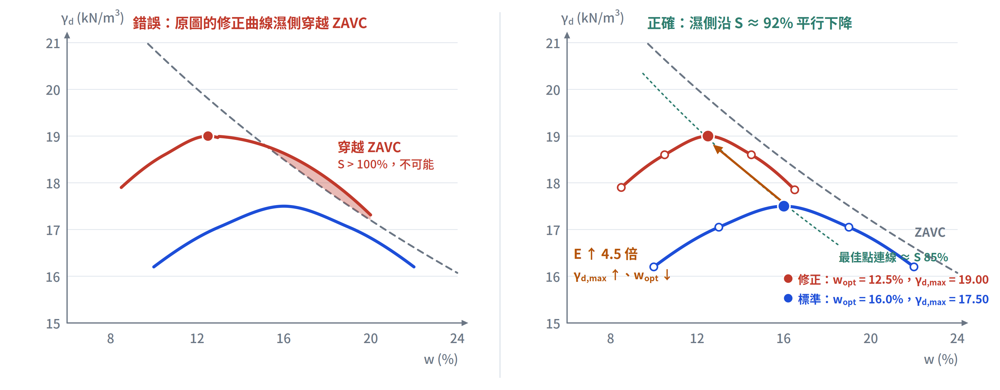 γd (kN/m³)
錯誤：原圖的修正曲線濕側穿越 ZAVC
21
20
19
18
17
16
15
8
12
16
20
24
w (%)
穿越 ZAVC
S > 100%，不可能
γd (kN/m³)
正確：濕側沿 S ≈ 92% 平行下降
21
20
19
18
17
16
15
8
12
16
20
24
w (%)
ZAVC
最佳點連線 ≈ S 85%
E ↑ 4.5 倍
γd,max ↑、wopt ↓
修正：wopt = 12.5%，γd,max = 19.00
標準：wopt = 16.0%，γd,max = 17.50